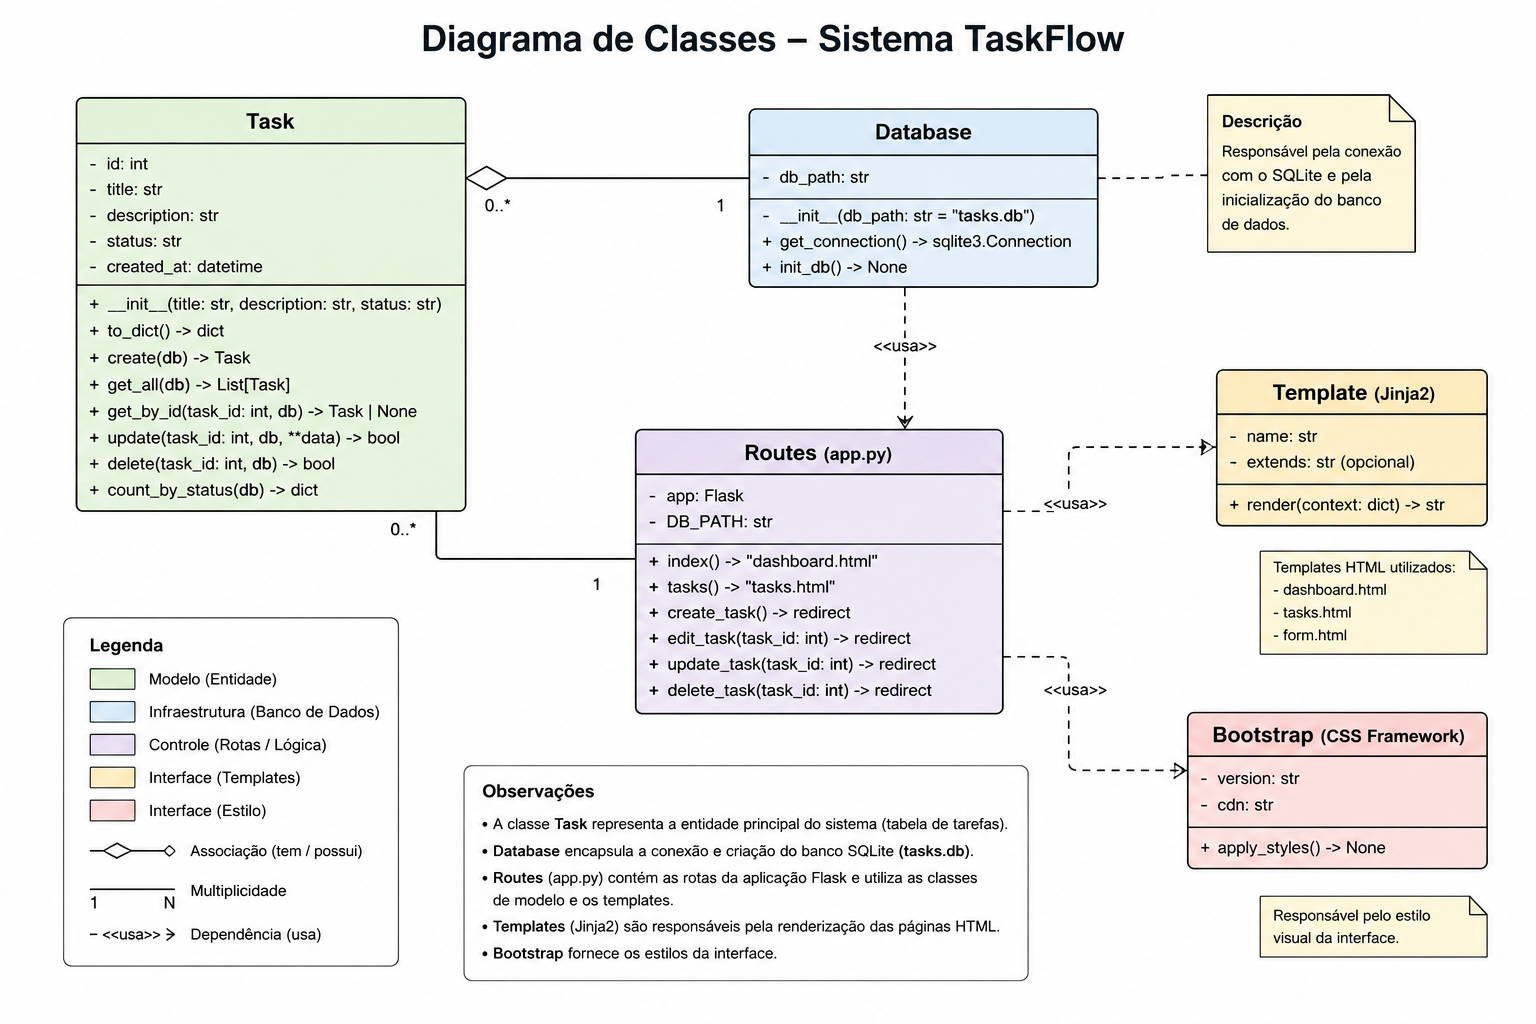 Diagrama de Classes – Sistema TaskFlow
Task
- id: int
- title: str
- description: str
- status: str
- created_at: datetime
+ __init__(title: str, description: str, status: str)
+ to_dict() -> dict
+ create(db) -> Task
+ get_all(db) -> List[Task]
+ get_by_id(task_id: int, db) -> Task | None
+ update(task_id: int, db, **data) -> bool
+ delete(task_id: int, db) -> bool
+ count_by_status(db) -> dict
0..*
1
Database
- db_path: str
- __init__(db_path: str = "tasks.db")
+ get_connection() -> sqlite3.Connection
+ init_db() -> None
Descrição
Responsável pela conexão
com o SQLite e pela
inicialização do banco
de dados.
<<usa>>
0..*
1
Routes (app.py)
- app: Flask
- DB_PATH: str
+ index() -> "dashboard.html"
+ tasks() -> "tasks.html"
+ create_task() -> redirect
+ edit_task(task_id: int) -> redirect
+ update_task(task_id: int) -> redirect
+ delete_task(task_id: int) -> redirect
<<usa>>
Template (Jinja2)
- name: str
- extends: str (opcional)
+ render(context: dict) -> str
Templates HTML utilizados:
- dashboard.html
- tasks.html
- form.html
<<usa>>
Bootstrap (CSS Framework)
- version: str
- cdn: str
+ apply_styles() -> None
Responsável pelo estilo
visual da interface.
Legenda
Modelo (Entidade)
Infraestrutura (Banco de Dados)
Controle (Rotas / Lógica)
Interface (Templates)
Interface (Estilo)
Associação (tem / possui)
Multiplicidade
1 N
<<usa>> Dependência (usa)
Observações
• A classe Task representa a entidade principal do sistema (tabela de tarefas).
• Database encapsula a conexão e criação do banco SQLite (tasks.db).
• Routes (app.py) contém as rotas da aplicação Flask e utiliza as classes
de modelo e os templates.
• Templates (Jinja2) são responsáveis pela renderização das páginas HTML.
• Bootstrap fornece os estilos da interface.